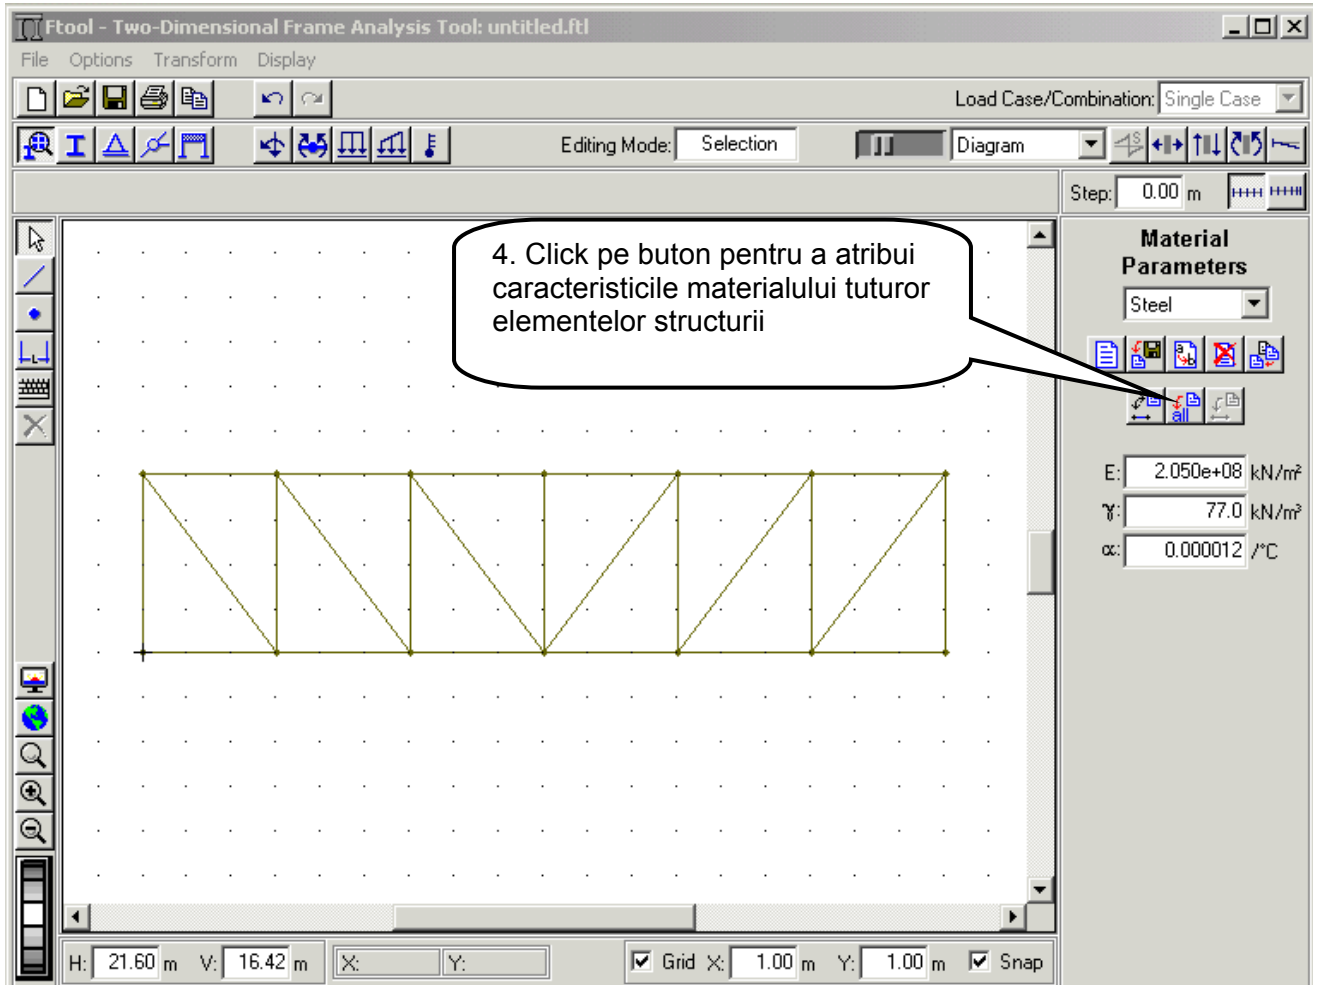 Ftool - Two-Dimensional Frame Analysis Tool: untitled.ftl
File Options Transform Display
Load Case/Combination: Single Case
Editing Mode: Selection Diagram
Step: 0.00 m
4. Click pe buton pentru a atribui
caracteristicile materialului tuturor
elementelor structurii
Material
Parameters
Steel
all
E: 2.050e+08 kN/m²
γ: 77.0 kN/m³
α: 0.000012 /°C
H: 21.60 m V: 16.42 m X: Y: Grid X: 1.00 m Y: 1.00 m Snap